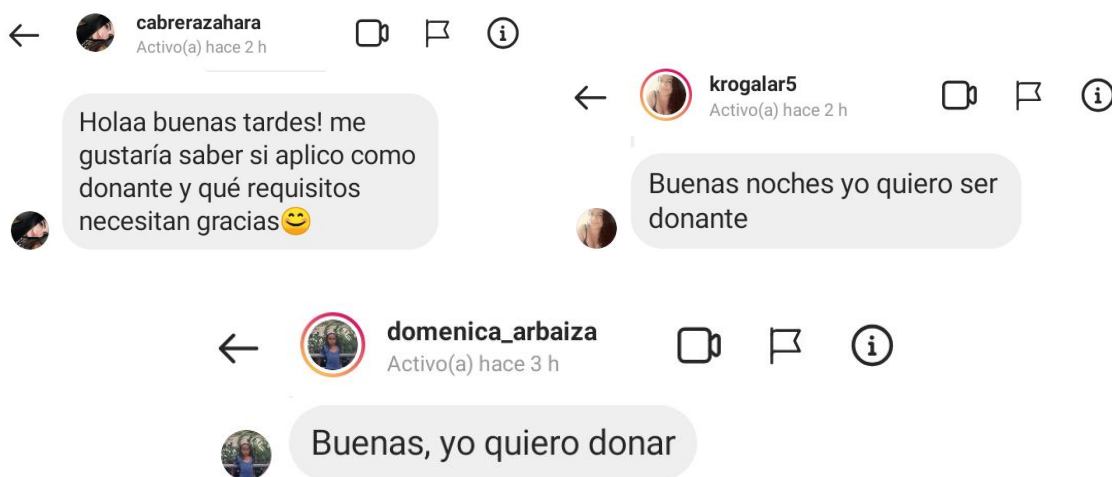 cabrerazahara
Activo(a) hace 2 h
Holaa buenas tardes! me
gustaría saber si aplico como
donante y qué requisitos
necesitan gracias😊
krogalar5
Activo(a) hace 2 h
Buenas noches yo quiero ser
donante
domenica_arbaiza
Activo(a) hace 3 h
Buenas, yo quiero donar